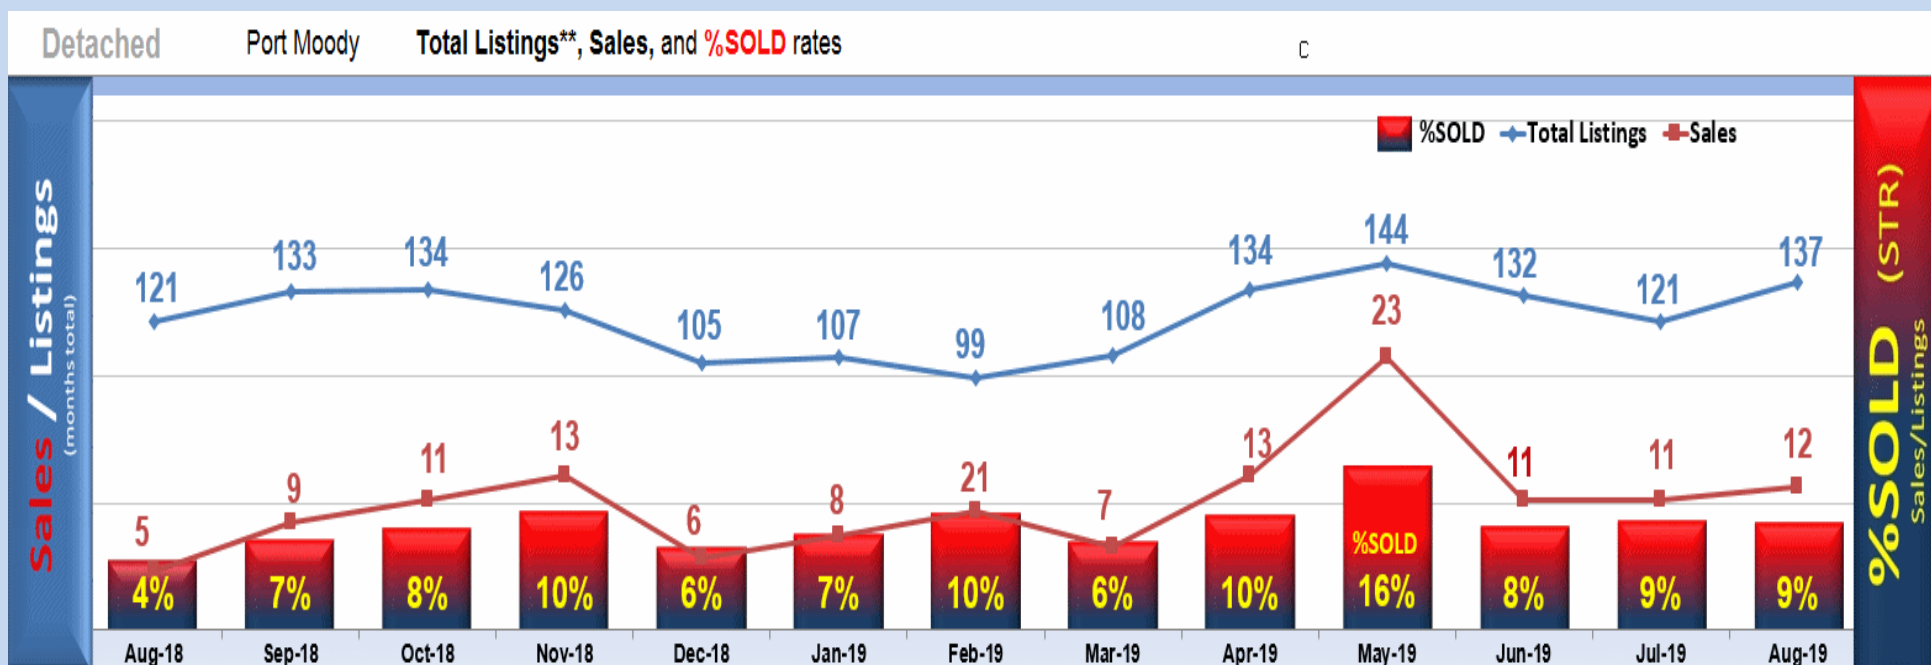 Detached Port Moody Total Listings**, Sales, and %SOLD rates C
%SOLD Total Listings Sales
Sales / Listings
(months total)
121 133 134 126 105 107 99 108 134 144 132 121 137
5 9 11 13 6 8 21 7 13 23 11 11 12
%SOLD
4% 7% 8% 10% 6% 7% 10% 6% 10% 16% 8% 9% 9%
Aug-18 Sep-18 Oct-18 Nov-18 Dec-18 Jan-19 Feb-19 Mar-19 Apr-19 May-19 Jun-19 Jul-19 Aug-19
%SOLD (STR)
Sales/Listings